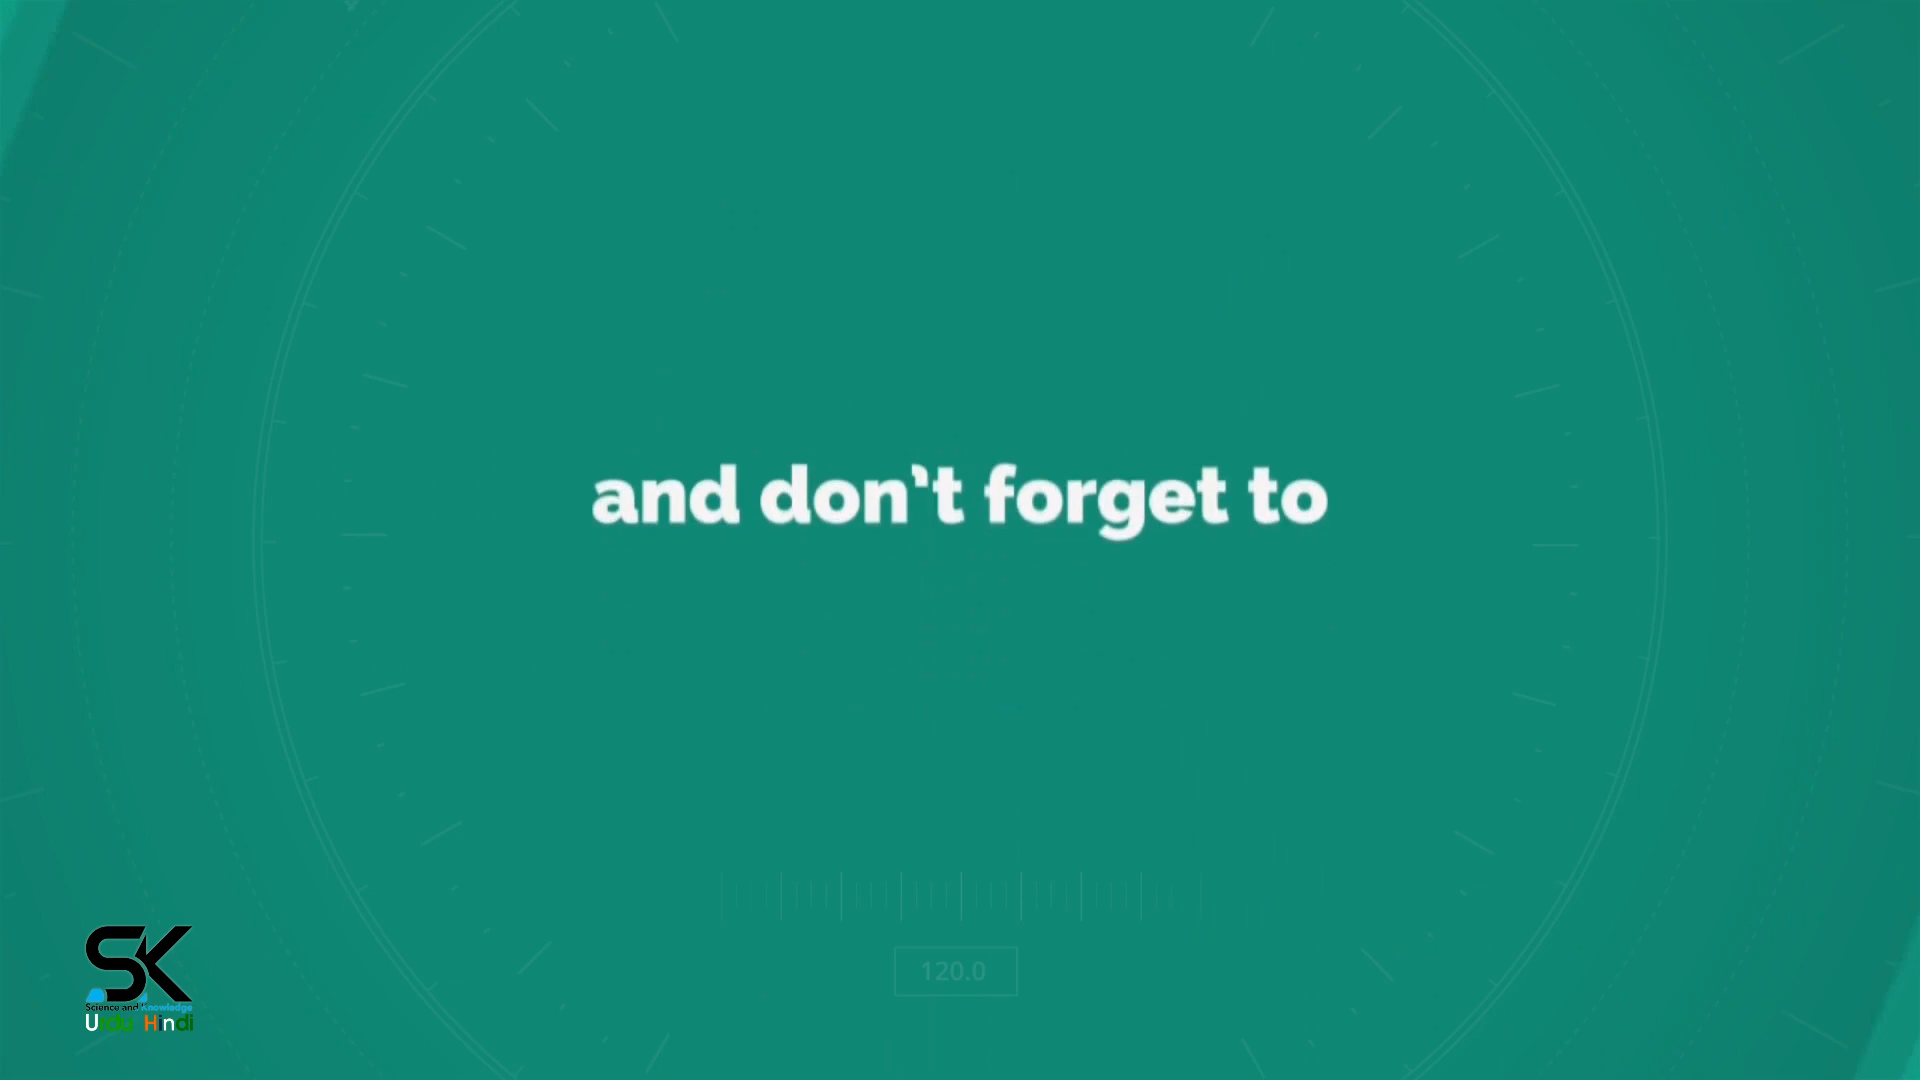 and don't forget to
120.0
SK
Science and Knowledge
Urdu Hindi